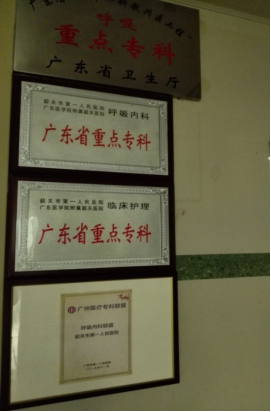 呼吸
重点专科
广东省卫生厅
韶关市第一人民医院
广东医学院附属韶关医院
呼吸内科
广东省重点专科
韶关市第一人民医院
广东医学院附属韶关医院
临床护理
广东省重点专科
广州医疗专科联盟
呼吸内科联盟
韶关市第一人民医院